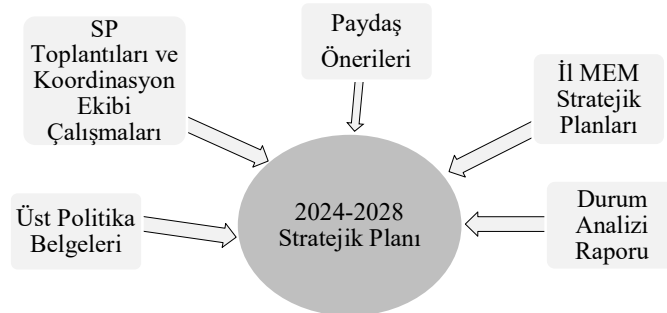 SP
Toplantıları ve
Koordinasyon
Ekibi
Çalışmaları
Paydaş
Önerileri
İl MEM
Stratejik
Planları
Üst Politika
Belgeleri
2024-2028
Stratejik Planı
Durum
Analizi
Raporu